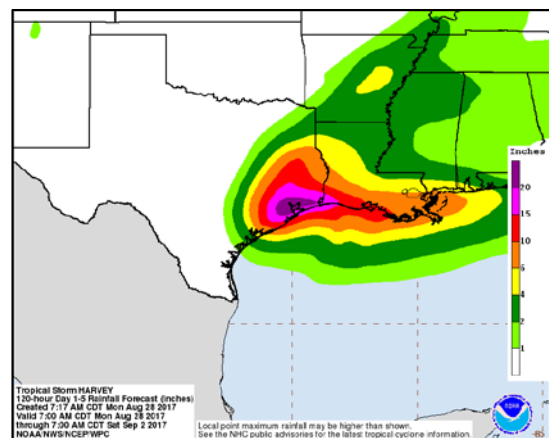 Inches
20
15
10
6
4
2
1
Tropical Storm HARVEY
120-hour Day 1-5 Rainfall Forecast (inches)
Created 7:17 AM CDT Mon Aug 28 2017
Valid 7:00 AM CDT Mon Aug 28 2017
through 7:00 AM CDT Sat Sep 2 2017
NOAA/NWS/NCEP/WPC
Local point maximum rainfall may be higher than shown.
See the NHC public advisories for the latest tropical cyclone information.
NOAA